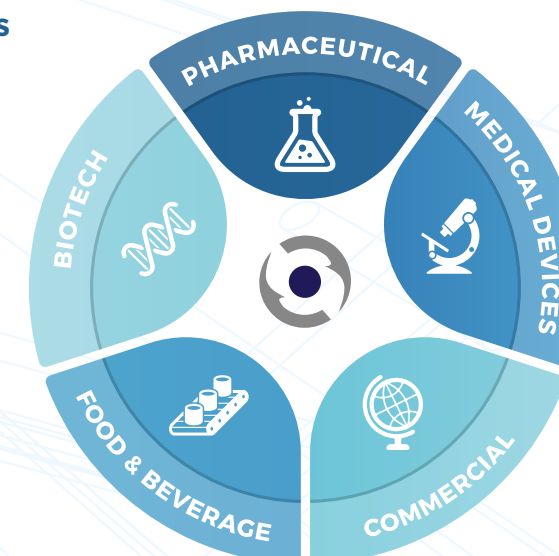 s
PHARMACEUTICAL
MEDICAL DEVICES
COMMERCIAL
FOOD & BEVERAGE
BIOTECH